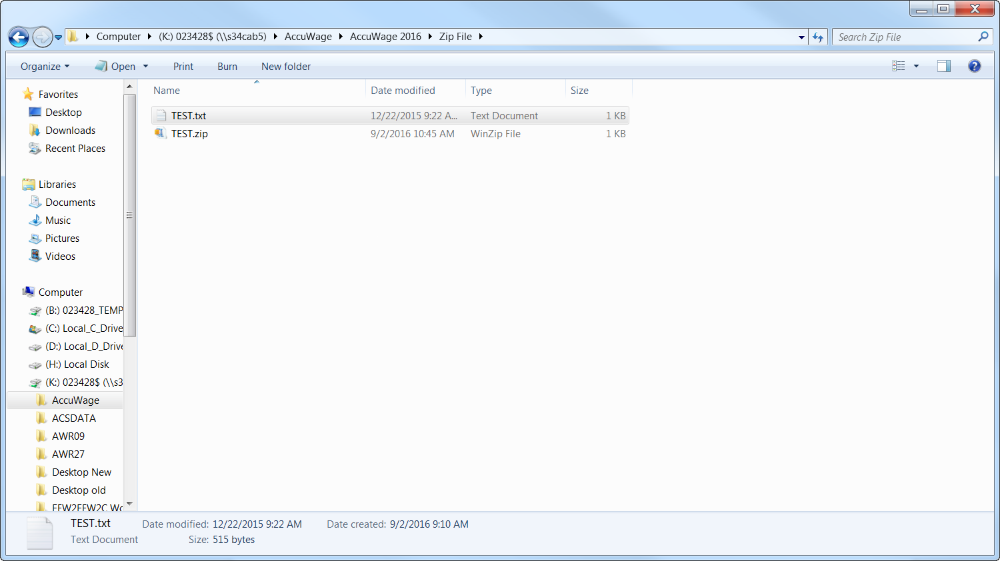 Computer (K:) 023428$ (\\s34cab5) AccuWage AccuWage 2016 Zip File
Search Zip File
Organize Open Print Burn New folder
Favorites
Desktop
Downloads
Recent Places
Libraries
Documents
Music
Pictures
Videos
Computer
(B:) 023428_TEMP
(C:) Local_C_Drive
(D:) Local_D_Drive
(H:) Local Disk
(K:) 023428$ (\\s3
AccuWage
ACSDATA
AWR09
AWR27
Desktop New
Desktop old
EFW2EFW2C Wo
Name Date modified Type Size
TEST.txt 12/22/2015 9:22 A... Text Document 1 KB
TEST.zip 9/2/2016 10:45 AM WinZip File 1 KB
TEST.txt Date modified: 12/22/2015 9:22 AM Date created: 9/2/2016 9:10 AM
Text Document Size: 515 bytes